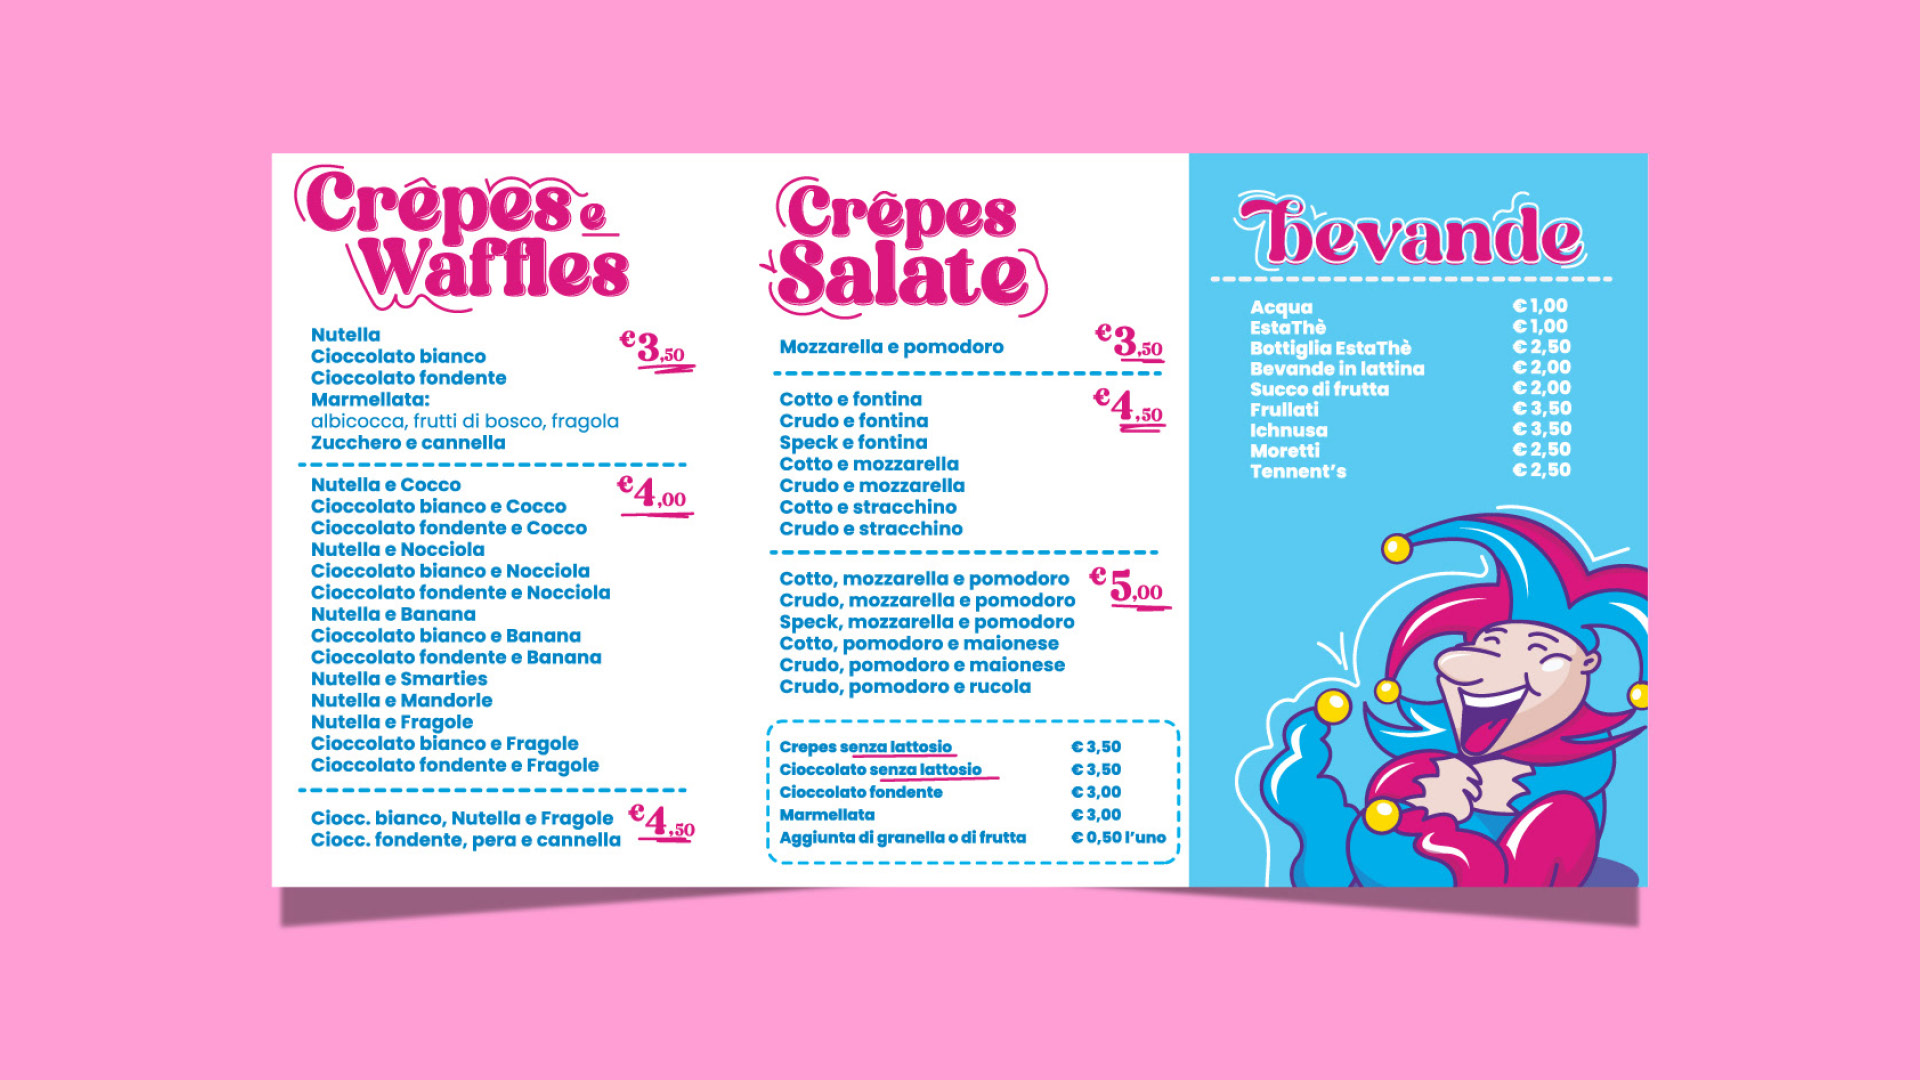 Crêpes e
Waffles
Nutella
Cioccolato bianco
Cioccolato fondente
Marmellata:
albicocca, frutti di bosco, fragola
Zucchero e cannella
€3,50
Nutella e Cocco
Cioccolato bianco e Cocco
Cioccolato fondente e Cocco
Nutella e Nocciola
Cioccolato bianco e Nocciola
Cioccolato fondente e Nocciola
Nutella e Banana
Cioccolato bianco e Banana
Cioccolato fondente e Banana
Nutella e Smarties
Nutella e Mandorle
Nutella e Fragole
Cioccolato bianco e Fragole
Cioccolato fondente e Fragole
€4,00
Ciocc. bianco, Nutella e Fragole
Ciocc. fondente, pera e cannella
€4,50
Crêpes
Salate
Mozzarella e pomodoro €3,50
Cotto e fontina
Crudo e fontina
Speck e fontina
Cotto e mozzarella
Crudo e mozzarella
Cotto e stracchino
Crudo e stracchino
€4,50
Cotto, mozzarella e pomodoro
Crudo, mozzarella e pomodoro
Speck, mozzarella e pomodoro
Cotto, pomodoro e maionese
Crudo, pomodoro e maionese
Crudo, pomodoro e rucola
€5,00
Crepes senza lattosio € 3,50
Cioccolato senza lattosio € 3,50
Cioccolato fondente € 3,00
Marmellata € 3,00
Aggiunta di granella o di frutta € 0,50 l'uno
bevande
Acqua € 1,00
EstaThè € 1,00
Bottiglia EstaThè € 2,50
Bevande in lattina € 2,00
Succo di frutta € 2,00
Frullati € 3,50
Ichnusa € 3,50
Moretti € 2,50
Tennent's € 2,50